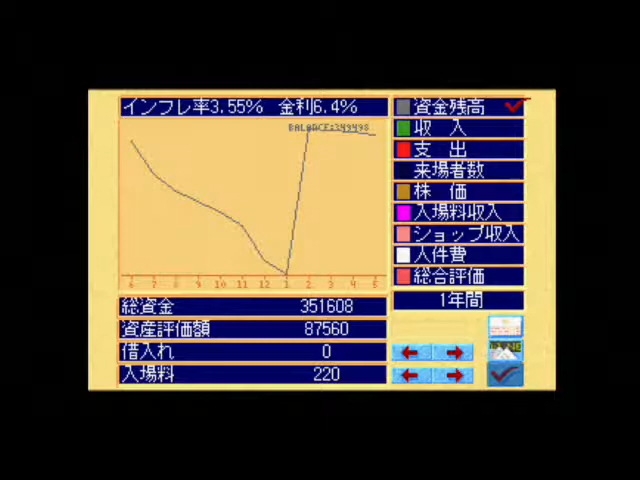 インフレ率3.55% 金利6.4%
BALANCE:349498
6 7 8 9 10 11 12 1 2 3 4 5
総資金 351608
資産評価額 87560
借入れ 0
入場料 220
資金残高
収 入
支 出
来場者数
株 価
入場料収入
ショップ収入
人件費
総合評価
1年間